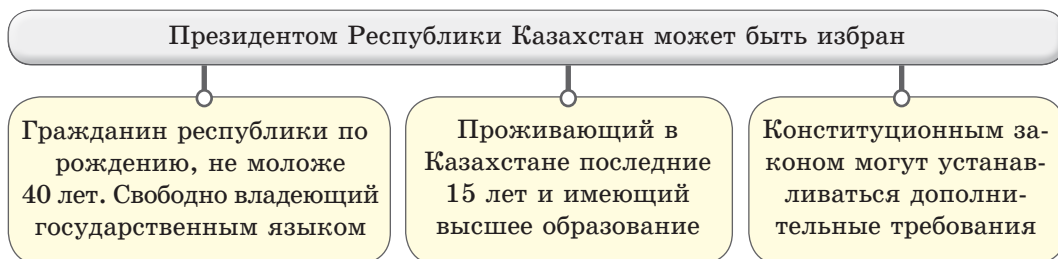 Президентом Республики Казахстан может быть избран
Гражданин республики по
рождению, не моложе
40 лет. Свободно владеющий
государственным языком
Проживающий в
Казахстане последние
15 лет и имеющий
высшее образование
Конституционным за-
коном могут устанав-
ливаться дополни-
тельные требования